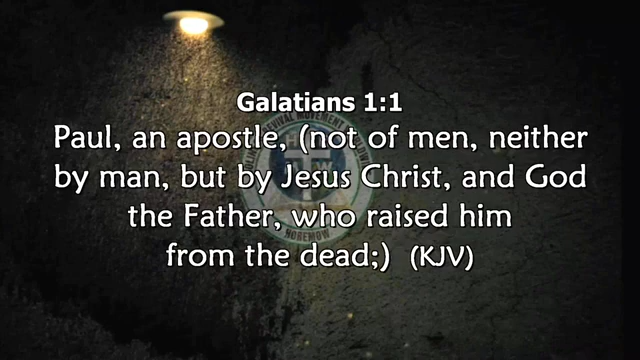 Galatians 1:1
Paul, an apostle, (not of men, neither
by man, but by Jesus Christ, and God
the Father, who raised him
from the dead;) (KJV)